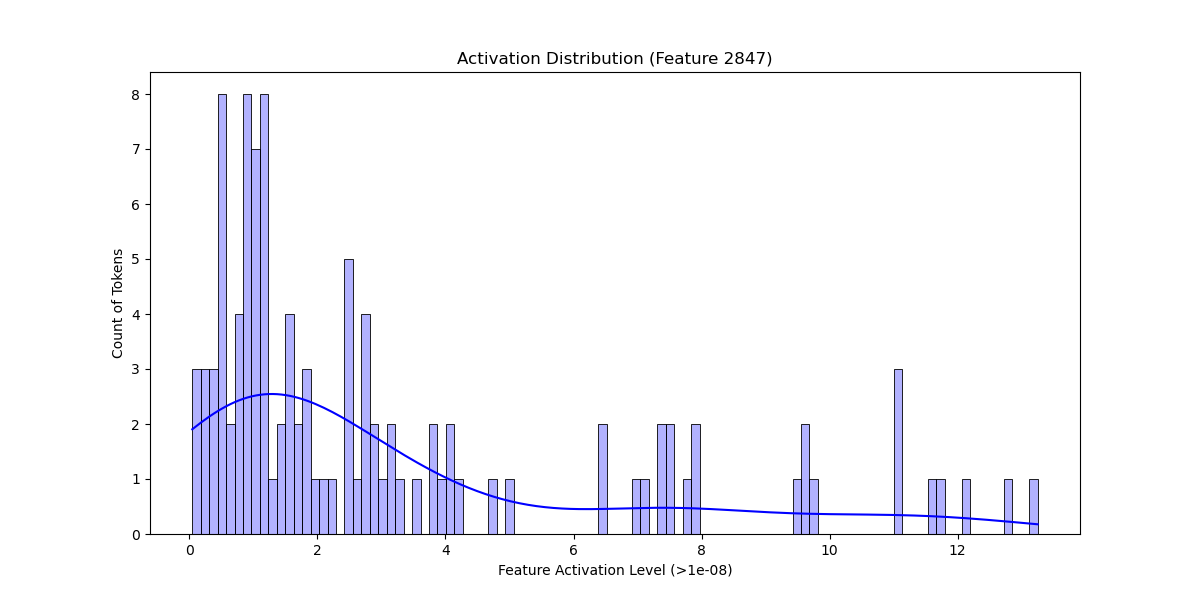 Activation Distribution (Feature 2847)
Count of Tokens
8
7
6
5
4
3
2
1
0
0 2 4 6 8 10 12
Feature Activation Level (>1e-08)